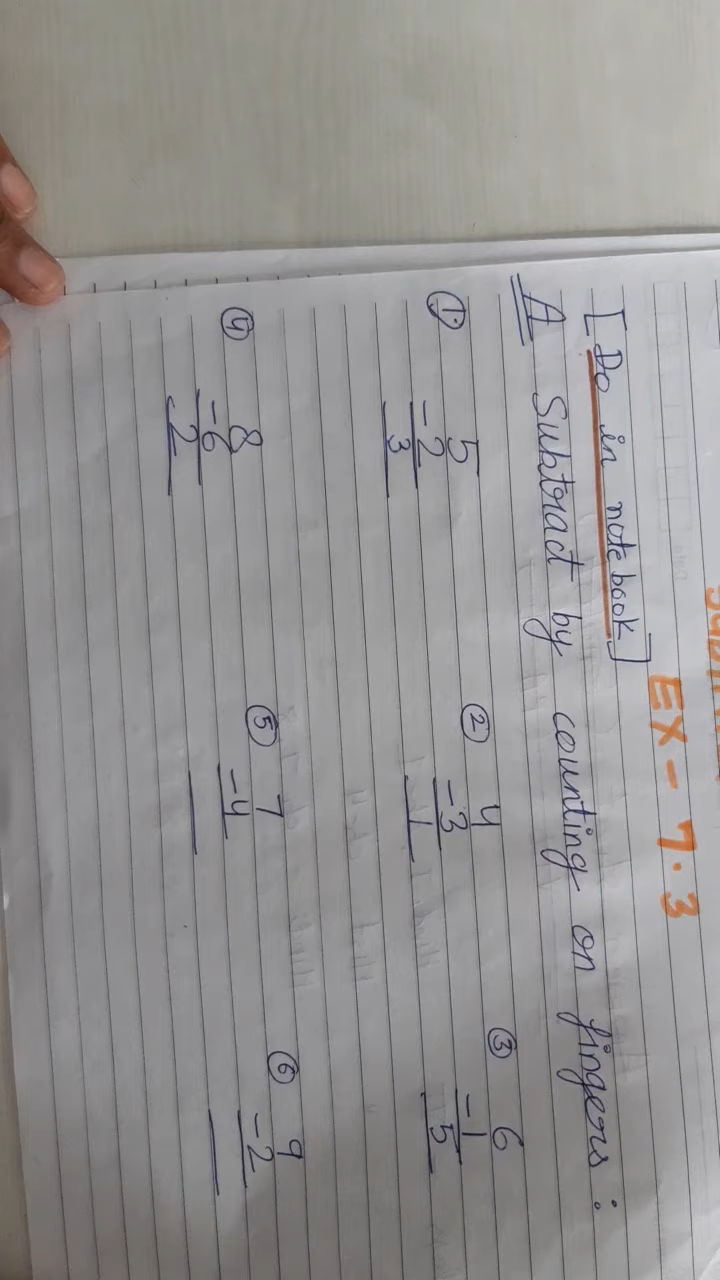 EX - 7.3
[Do in note book]
A Subtract by counting on fingers :
① 5 ② 4 ③ 6
-2 -3 -1
3 1 5
④ 8 ⑤ 7 ⑥ 9
-6 -4 -2
2